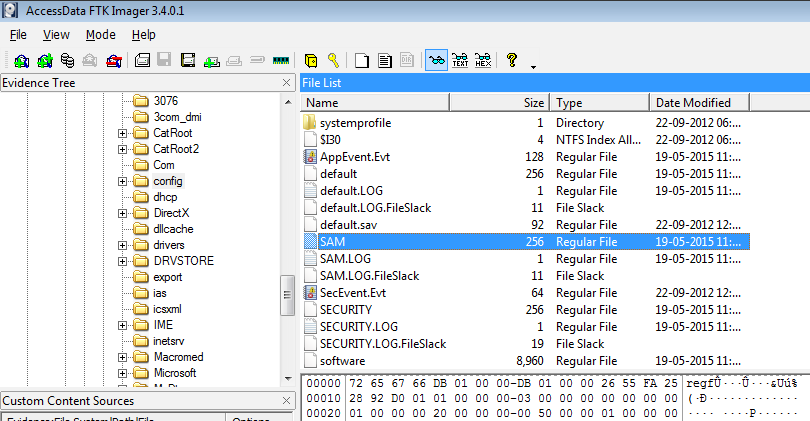 AccessData FTK Imager 3.4.0.1
File View Mode Help
TEXT HEX ?
Evidence Tree
3076
3com_dmi
CatRoot
CatRoot2
Com
config
dhcp
DirectX
dllcache
drivers
DRVSTORE
export
ias
icsxml
IME
inetsrv
Macromed
Microsoft
Custom Content Sources
Evidence:File System|Path|File Options
File List
Name Size Type Date Modified
systemprofile 1 Directory 22-09-2012 06:...
$I30 4 NTFS Index All... 22-09-2012 06:...
AppEvent.Evt 128 Regular File 19-05-2015 11:...
default 256 Regular File 19-05-2015 11:...
default.LOG 1 Regular File 19-05-2015 11:...
default.LOG.FileSlack 11 File Slack
default.sav 92 Regular File 22-09-2012 12:...
SAM 256 Regular File 19-05-2015 11:...
SAM.LOG 1 Regular File 19-05-2015 11:...
SAM.LOG.FileSlack 11 File Slack
SecEvent.Evt 64 Regular File 22-09-2012 12:...
SECURITY 256 Regular File 19-05-2015 11:...
SECURITY.LOG 1 Regular File 19-05-2015 11:...
SECURITY.LOG.FileSlack 19 File Slack
software 8,960 Regular File 19-05-2015 11:...
00000 72 65 67 66 DB 01 00 00-DB 01 00 00 26 55 FA 25 regfÛ···Û···&Uú%
00010 28 92 D0 01 01 00 00 00-03 00 00 00 00 00 00 00 (·Ð·············
00020 01 00 00 00 20 00 00 00-00 50 00 00 01 00 00 00 ···· ····P······